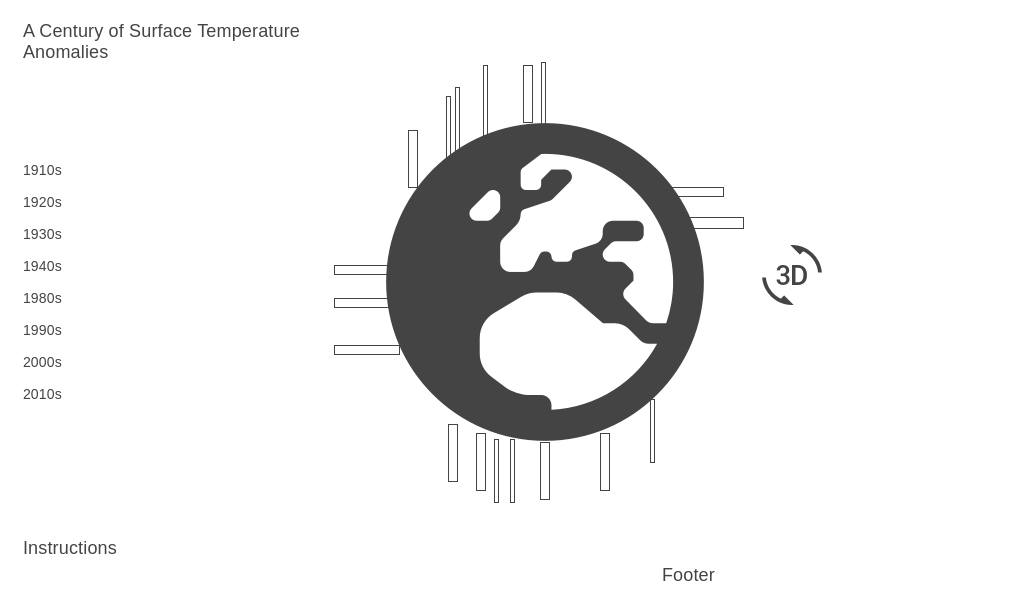 A Century of Surface Temperature
Anomalies
1910s
1920s
1930s
1940s
1980s
1990s
2000s
2010s
3D
Instructions
Footer